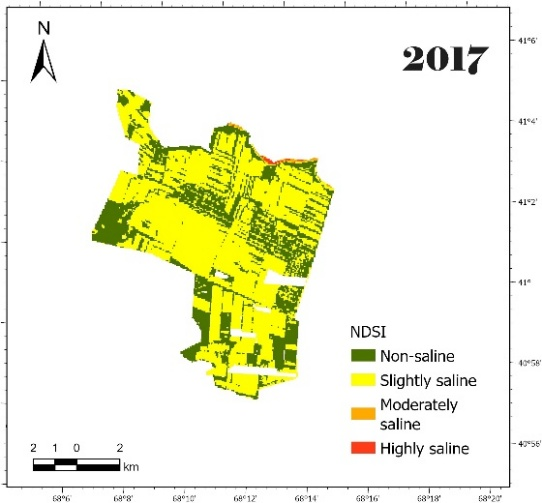 N
2017
41°6'
41°4'
41°2'
41°
40°58'
40°56'
NDSI
Non-saline
Slightly saline
Moderately
saline
Highly saline
2 1 0 2
km
68°6' 68°8' 68°10' 68°12' 68°14' 68°16' 68°18' 68°20'